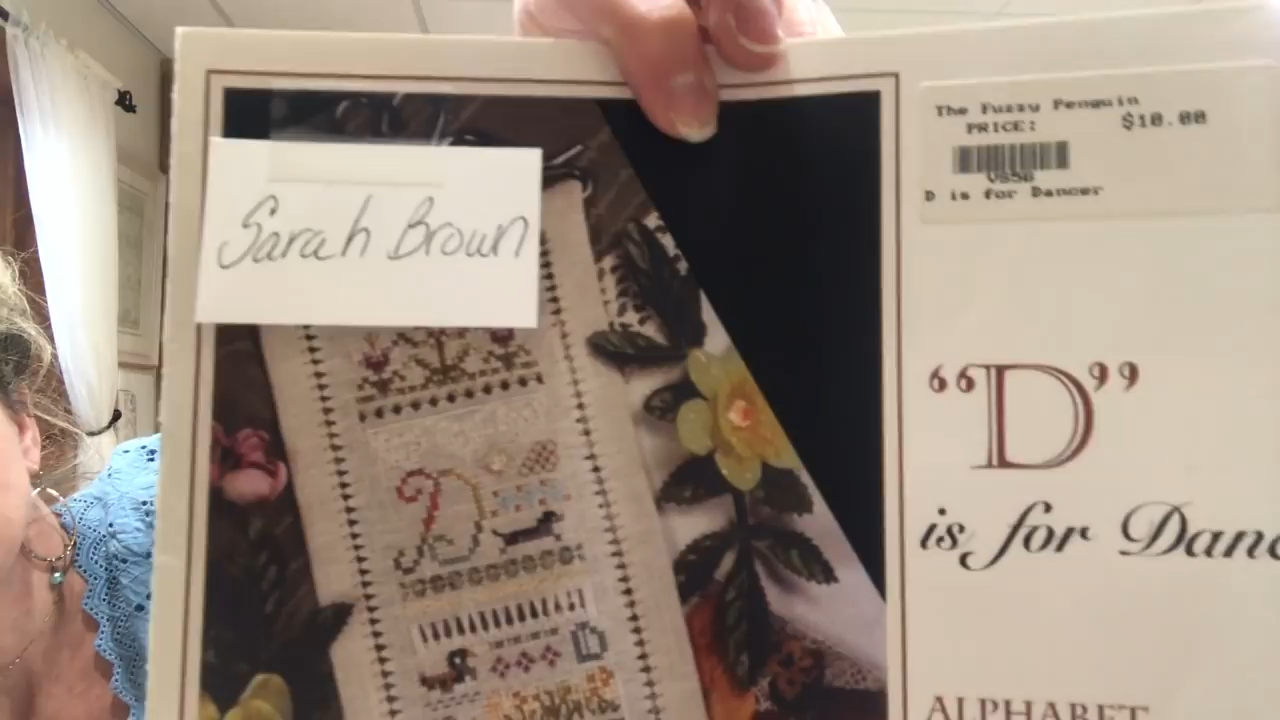 The Fuzzy Penguin
PRICE: $10.00
D is for Dancer
Sarah Brown
"D"
is for Danc
ALPHABET
D